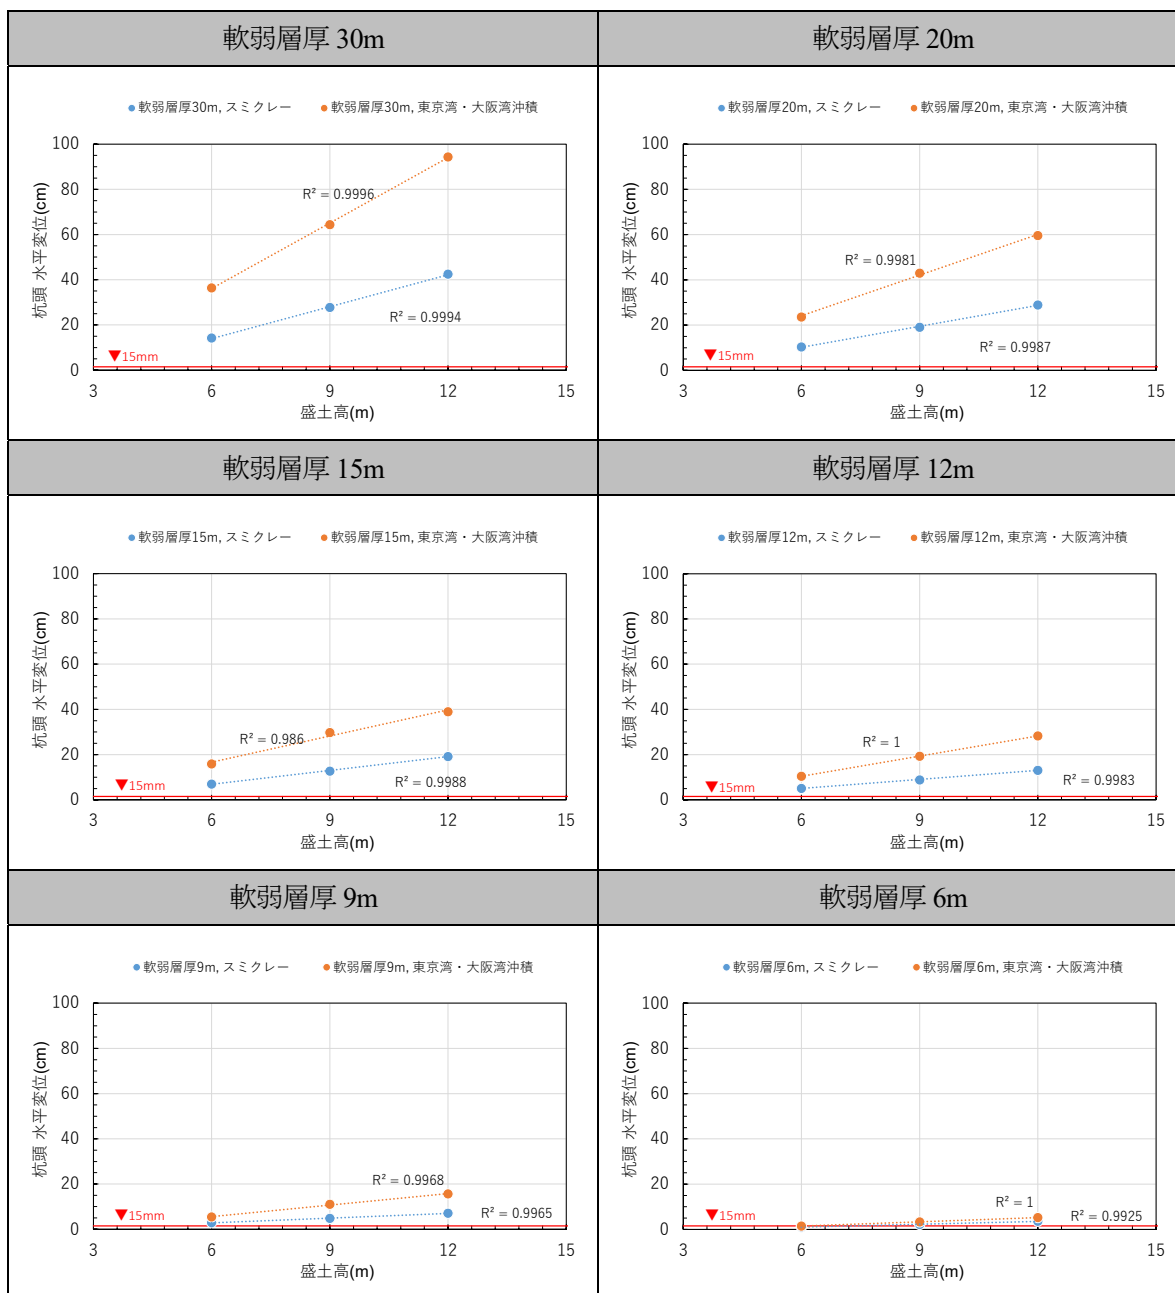 軟弱層厚 30m
軟弱層厚 20m
軟弱層厚30m, スミクレー 軟弱層厚30m, 東京湾・大阪湾沖積
100
80
60
40
20
0
杭頭 水平変位(cm)
R² = 0.9996
R² = 0.9994
▼15mm
3 6 9 12 15
盛土高(m)
軟弱層厚20m, スミクレー 軟弱層厚20m, 東京湾・大阪湾沖積
100
80
60
40
20
0
杭頭 水平変位(cm)
R² = 0.9981
R² = 0.9987
▼15mm
3 6 9 12 15
盛土高(m)
軟弱層厚 15m
軟弱層厚 12m
軟弱層厚15m, スミクレー 軟弱層厚15m, 東京湾・大阪湾沖積
100
80
60
40
20
0
杭頭 水平変位(cm)
R² = 0.986
R² = 0.9988
▼15mm
3 6 9 12 15
盛土高(m)
軟弱層厚12m, スミクレー 軟弱層厚12m, 東京湾・大阪湾沖積
100
80
60
40
20
0
杭頭 水平変位(cm)
R² = 1
R² = 0.9983
▼15mm
3 6 9 12 15
盛土高(m)
軟弱層厚 9m
軟弱層厚 6m
軟弱層厚9m, スミクレー 軟弱層厚9m, 東京湾・大阪湾沖積
100
80
60
40
20
0
杭頭 水平変位(cm)
R² = 0.9968
R² = 0.9965
▼15mm
3 6 9 12 15
盛土高(m)
軟弱層厚6m, スミクレー 軟弱層厚6m, 東京湾・大阪湾沖積
100
80
60
40
20
0
杭頭 水平変位(cm)
R² = 1
R² = 0.9925
▼15mm
3 6 9 12 15
盛土高(m)